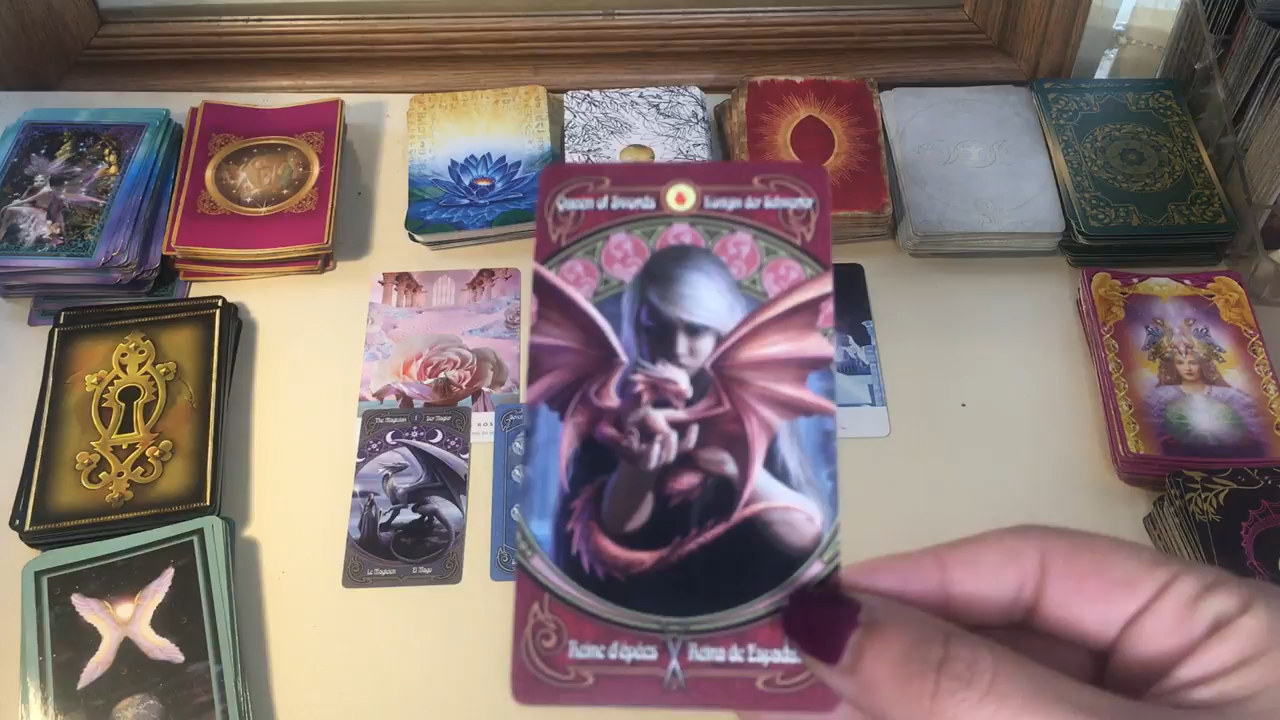 Queen of Swords
Königin der Schwerter
ROS
The Magician I Der Magier
Le Magicien El Mago
Reine d'épées
Reina de Espadas